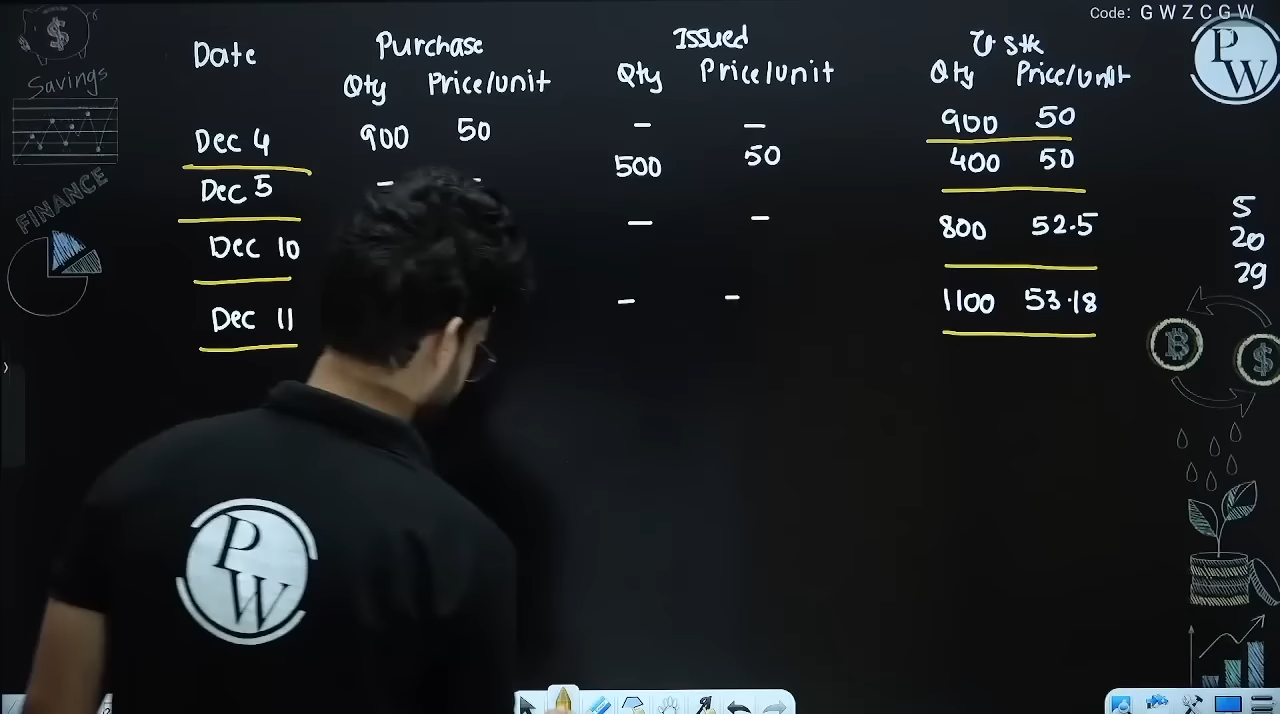 Code: G W Z C G W
Savings
FINANCE
PW
Date Purchase Issued Stk
Qty Price/unit Qty Price/unit Qty Price/unit
Dec 4 900 50 - - 900 50
Dec 5 - - 500 50 400 50
Dec 10 - - 800 52.5
Dec 11 - - 1100 53.18
5
20
29
PW